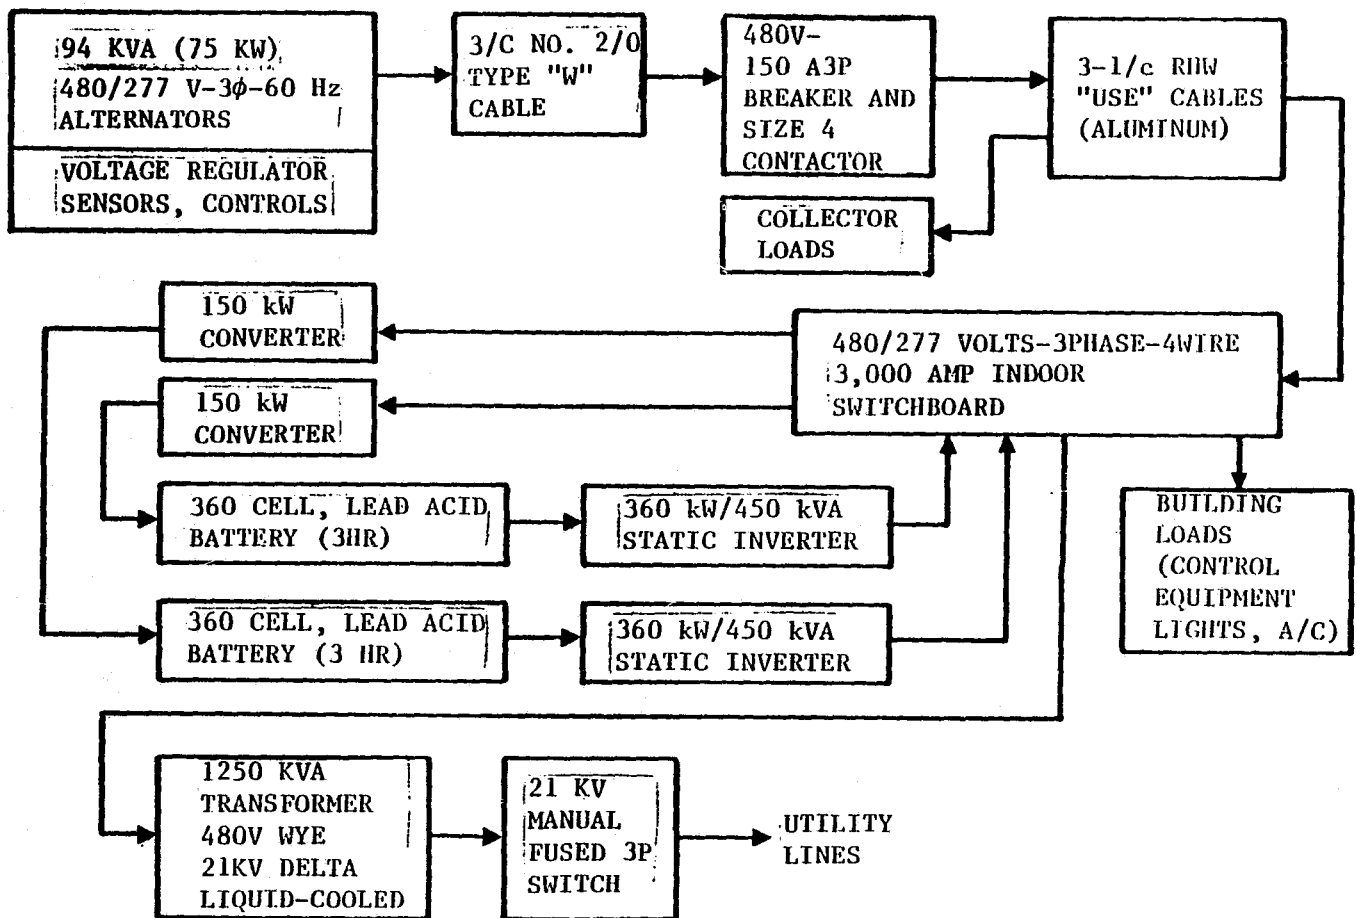 94 KVA (75 KW)
480/277 V-3φ-60 Hz
ALTERNATORS
VOLTAGE REGULATOR
SENSORS, CONTROLS
3/C NO. 2/0
TYPE "W"
CABLE
480V-
150 A3P
BREAKER AND
SIZE 4
CONTACTOR
3-1/c RHW
"USE" CABLES
(ALUMINUM)
COLLECTOR
LOADS
150 kW
CONVERTER
150 kW
CONVERTER
480/277 VOLTS-3PHASE-4WIRE
3,000 AMP INDOOR
SWITCHBOARD
360 CELL, LEAD ACID
BATTERY (3HR)
360 kW/450 kVA
STATIC INVERTER
BUILDING
LOADS
(CONTROL
EQUIPMENT
LIGHTS, A/C)
360 CELL, LEAD ACID
BATTERY (3 HR)
360 kW/450 kVA
STATIC INVERTER
1250 KVA
TRANSFORMER
480V WYE
21KV DELTA
LIQUID-COOLED
21 KV
MANUAL
FUSED 3P
SWITCH
UTILITY
LINES